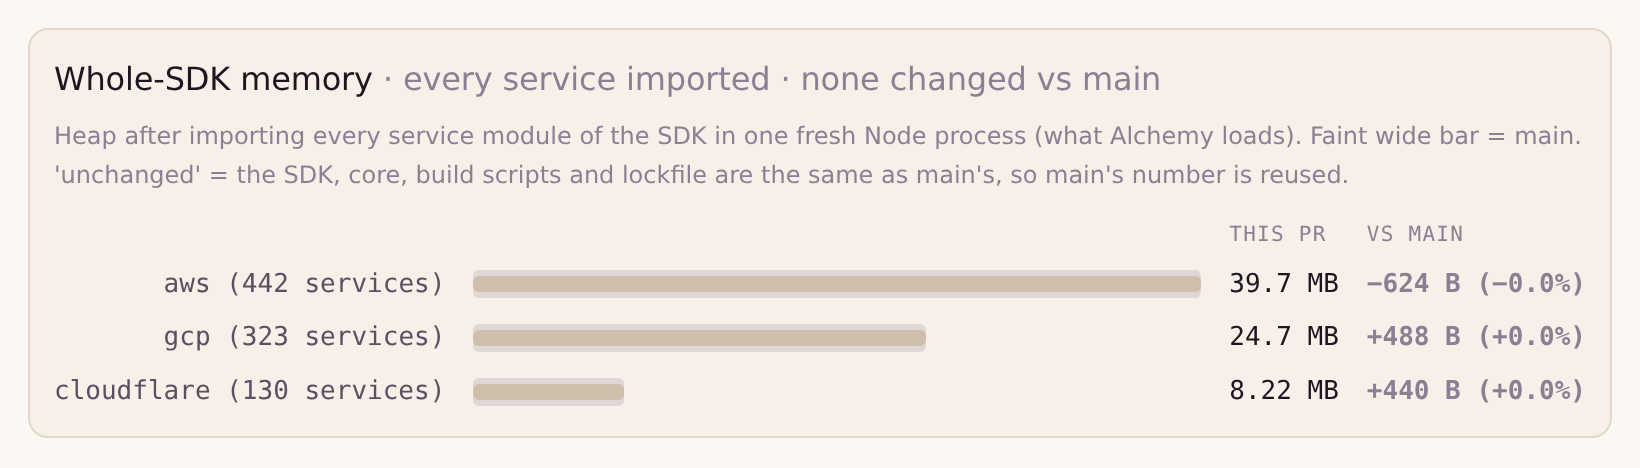 Whole-SDK memory · every service imported · none changed vs main
Heap after importing every service module of the SDK in one fresh Node process (what Alchemy loads). Faint wide bar = main.
'unchanged' = the SDK, core, build scripts and lockfile are the same as main's, so main's number is reused.
THIS PR VS MAIN
aws (442 services) 39.7 MB −624 B (−0.0%)
gcp (323 services) 24.7 MB +488 B (+0.0%)
cloudflare (130 services) 8.22 MB +440 B (+0.0%)